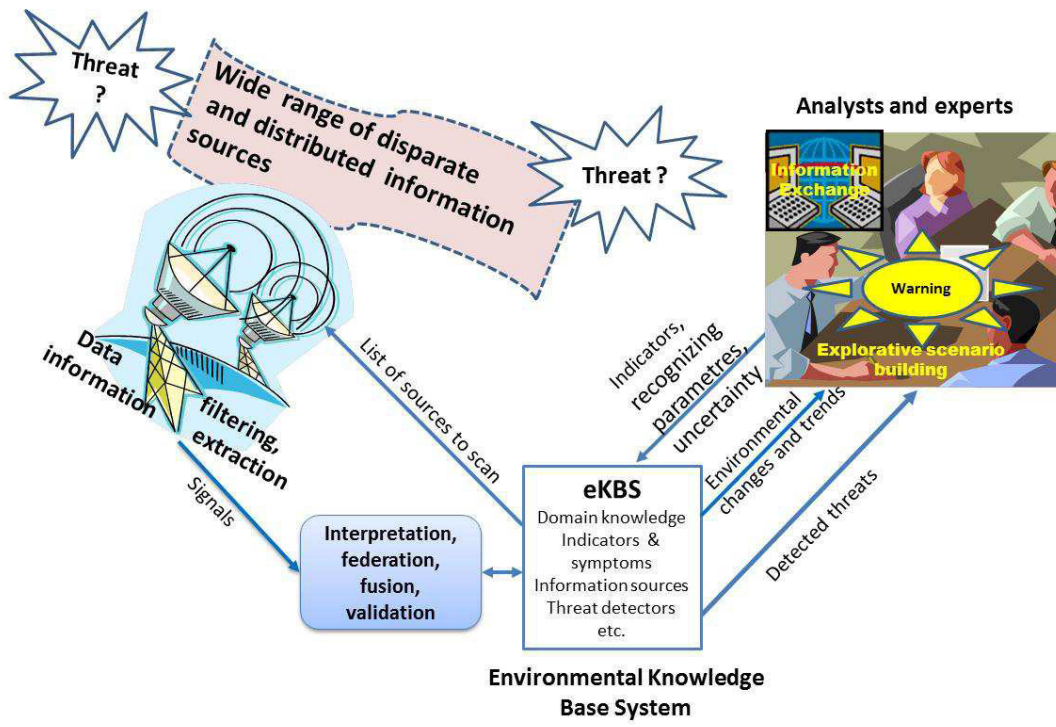 Threat
?
Wide range of disparate
and distributed information
sources
Threat ?
Analysts and experts
Information
Exchange
Warning
Explorative scenario
building
Data
information
filtering,
extraction
List of sources to scan
Indicators,
recognizing
parametres,
uncertainty
Environmental
changes and trends
Detected threats
Signals
Interpretation,
federation,
fusion,
validation
eKBS
Domain knowledge
Indicators &
symptoms
Information sources
Threat detectors
etc.
Environmental Knowledge
Base System